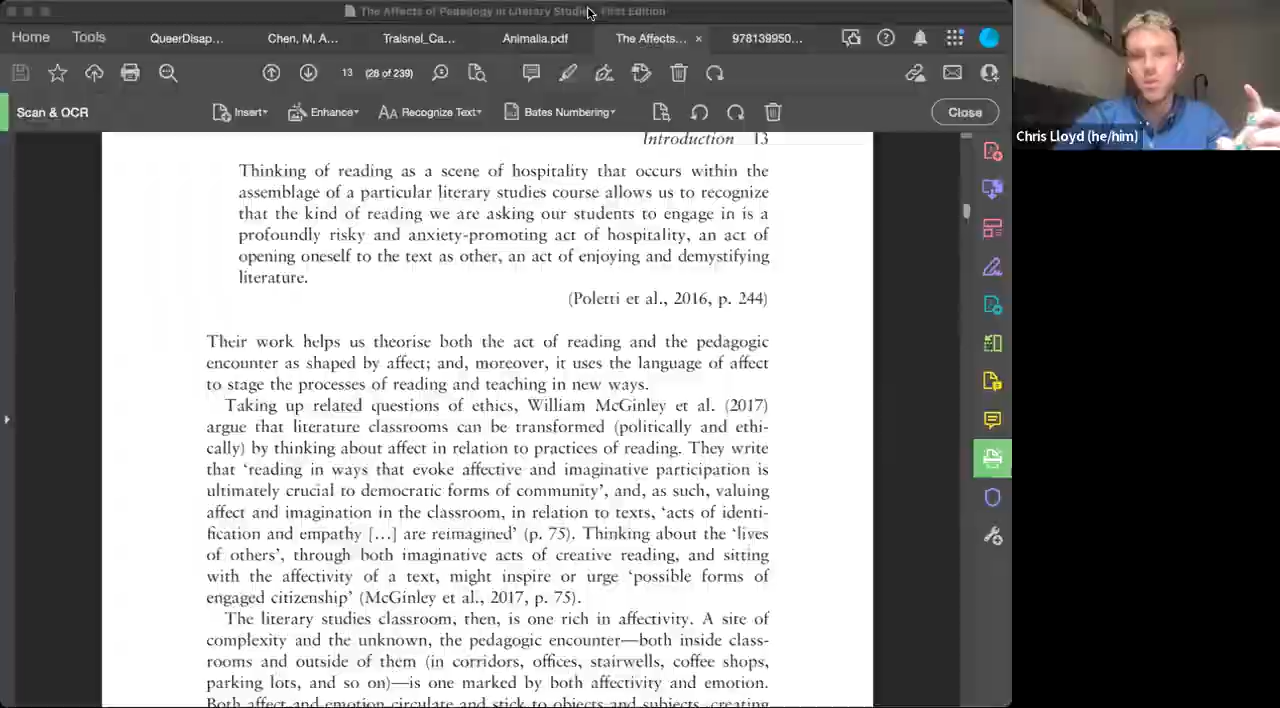 The Affects of Pedagogy in Literary Studies, First Edition
Home Tools QueerDisap... Chen, M, A... Traisnel_Ca... Animalia.pdf The Affects... × 978139950...
13 (28 of 239)
Scan & OCR Insert Enhance Recognize Text Bates Numbering Close
Chris Lloyd (he/him)
Introduction 13
Thinking of reading as a scene of hospitality that occurs within the
assemblage of a particular literary studies course allows us to recognize
that the kind of reading we are asking our students to engage in is a
profoundly risky and anxiety-promoting act of hospitality, an act of
opening oneself to the text as other, an act of enjoying and demystifying
literature.
(Poletti et al., 2016, p. 244)
Their work helps us theorise both the act of reading and the pedagogic
encounter as shaped by affect; and, moreover, it uses the language of affect
to stage the processes of reading and teaching in new ways.
Taking up related questions of ethics, William McGinley et al. (2017)
argue that literature classrooms can be transformed (politically and ethi-
cally) by thinking about affect in relation to practices of reading. They write
that ‘reading in ways that evoke affective and imaginative participation is
ultimately crucial to democratic forms of community’, and, as such, valuing
affect and imagination in the classroom, in relation to texts, ‘acts of identi-
fication and empathy [...] are reimagined’ (p. 75). Thinking about the ‘lives
of others’, through both imaginative acts of creative reading, and sitting
with the affectivity of a text, might inspire or urge ‘possible forms of
engaged citizenship’ (McGinley et al., 2017, p. 75).
The literary studies classroom, then, is one rich in affectivity. A site of
complexity and the unknown, the pedagogic encounter—both inside class-
rooms and outside of them (in corridors, offices, stairwells, coffee shops,
parking lots, and so on)—is one marked by both affectivity and emotion.
Both affect and emotion circulate and stick to objects and subjects, creating